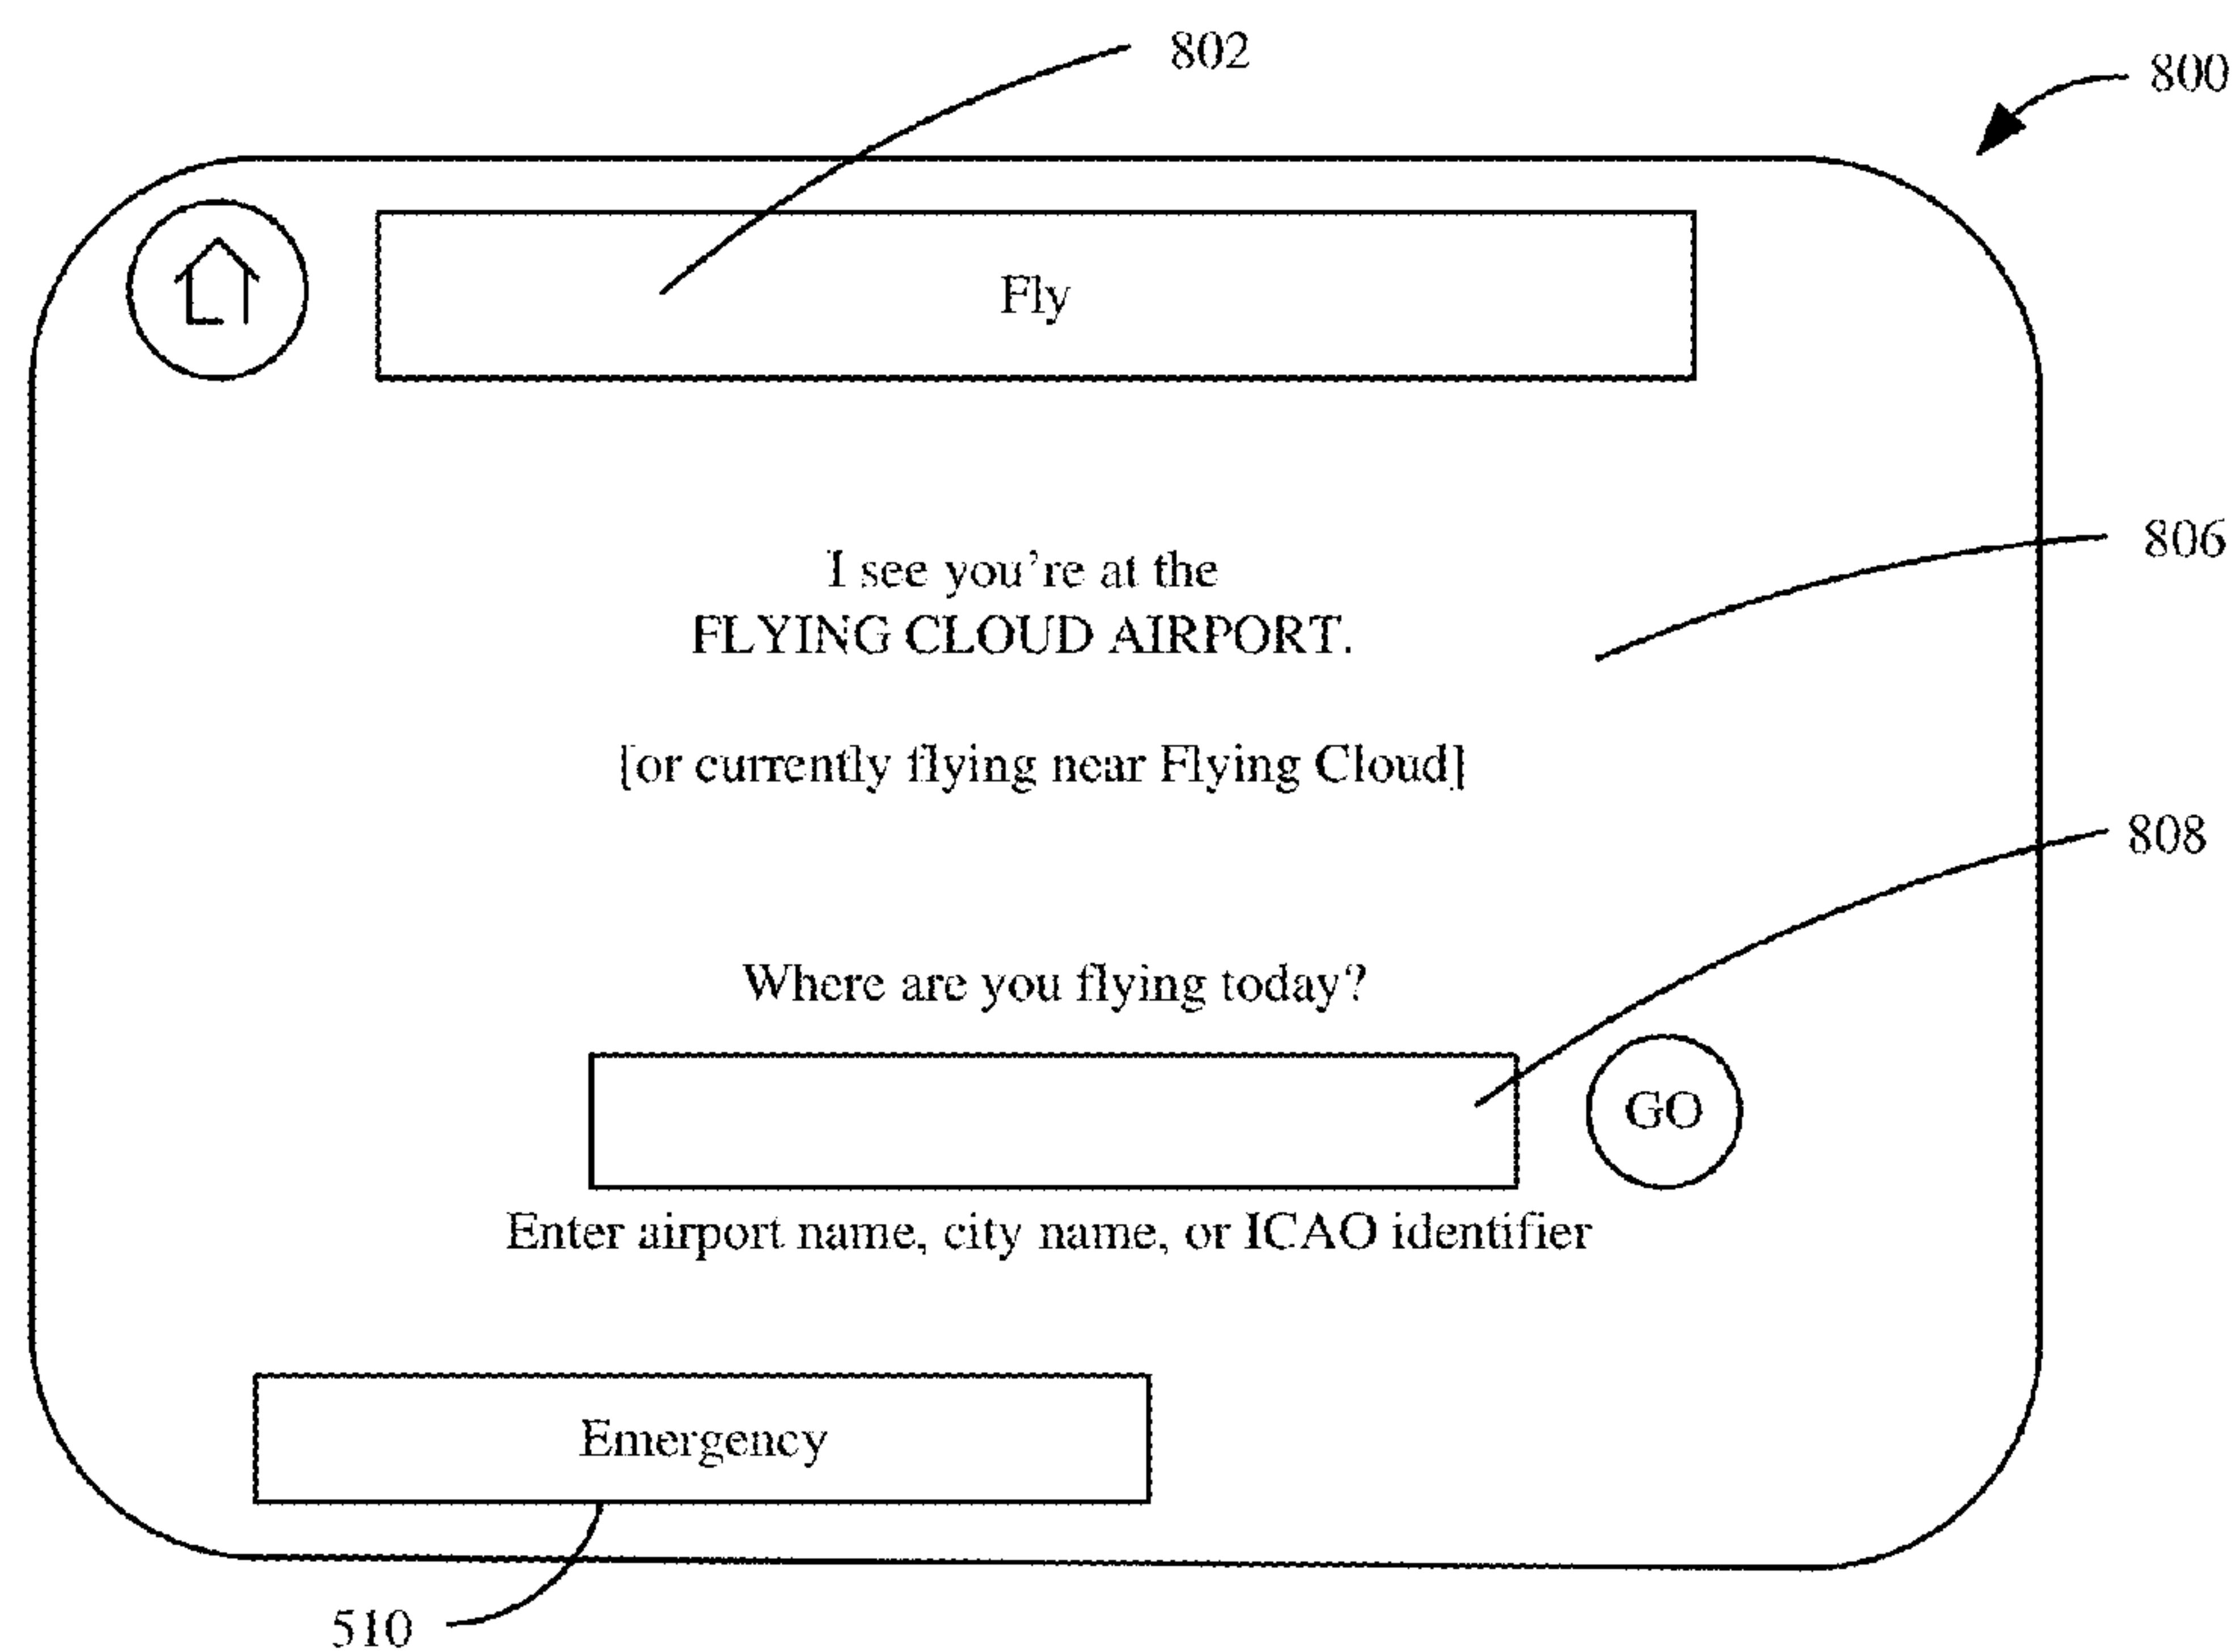 802
800
Fly
I see you're at the
FLYING CLOUD AIRPORT.
806
[or currently flying near Flying Cloud]
808
Where are you flying today?
GO
Enter airport name, city name, or ICAO identifier
Emergency
510